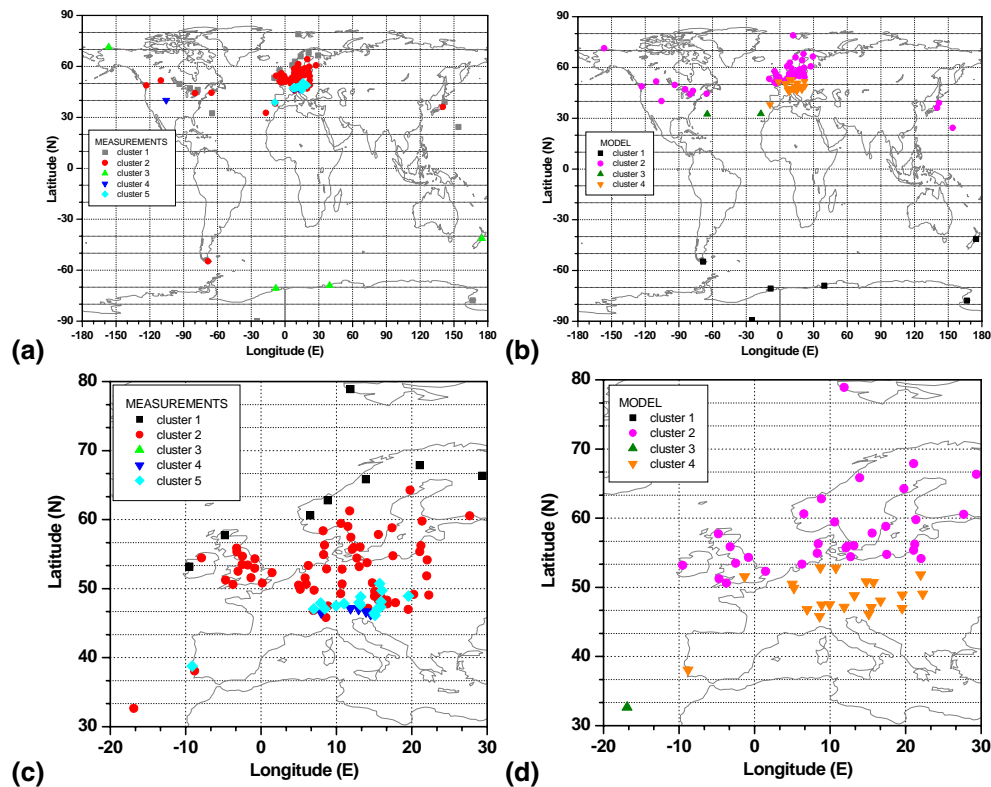 90
60
30
0
-30
-60
-90
Latitude (N)
MEASUREMENTS
cluster 1
cluster 2
cluster 3
cluster 4
cluster 5
-180 -150 -120 -90 -60 -30 0 30 60 90 120 150 180
Longitude (E)
(a)
90
60
30
0
-30
-60
-90
Latitude (N)
MODEL
cluster 1
cluster 2
cluster 3
cluster 4
-180 -150 -120 -90 -60 -30 0 30 60 90 120 150 180
Longitude (E)
(b)
80
70
60
50
40
30
Latitude (N)
MEASUREMENTS
cluster 1
cluster 2
cluster 3
cluster 4
cluster 5
-20 -10 0 10 20 30
Longitude (E)
(c)
80
70
60
50
40
30
Latitude (N)
MODEL
cluster 1
cluster 2
cluster 3
cluster 4
-20 -10 0 10 20 30
Longitude (E)
(d)